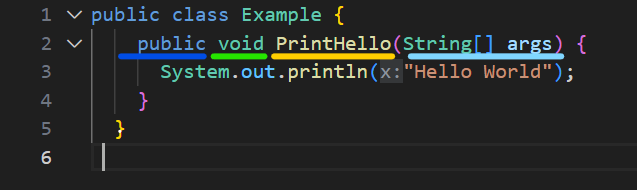 1 public class Example {
2 public void PrintHello(String[] args) {
3 System.out.println(x:"Hello World");
4 }
5 }
6